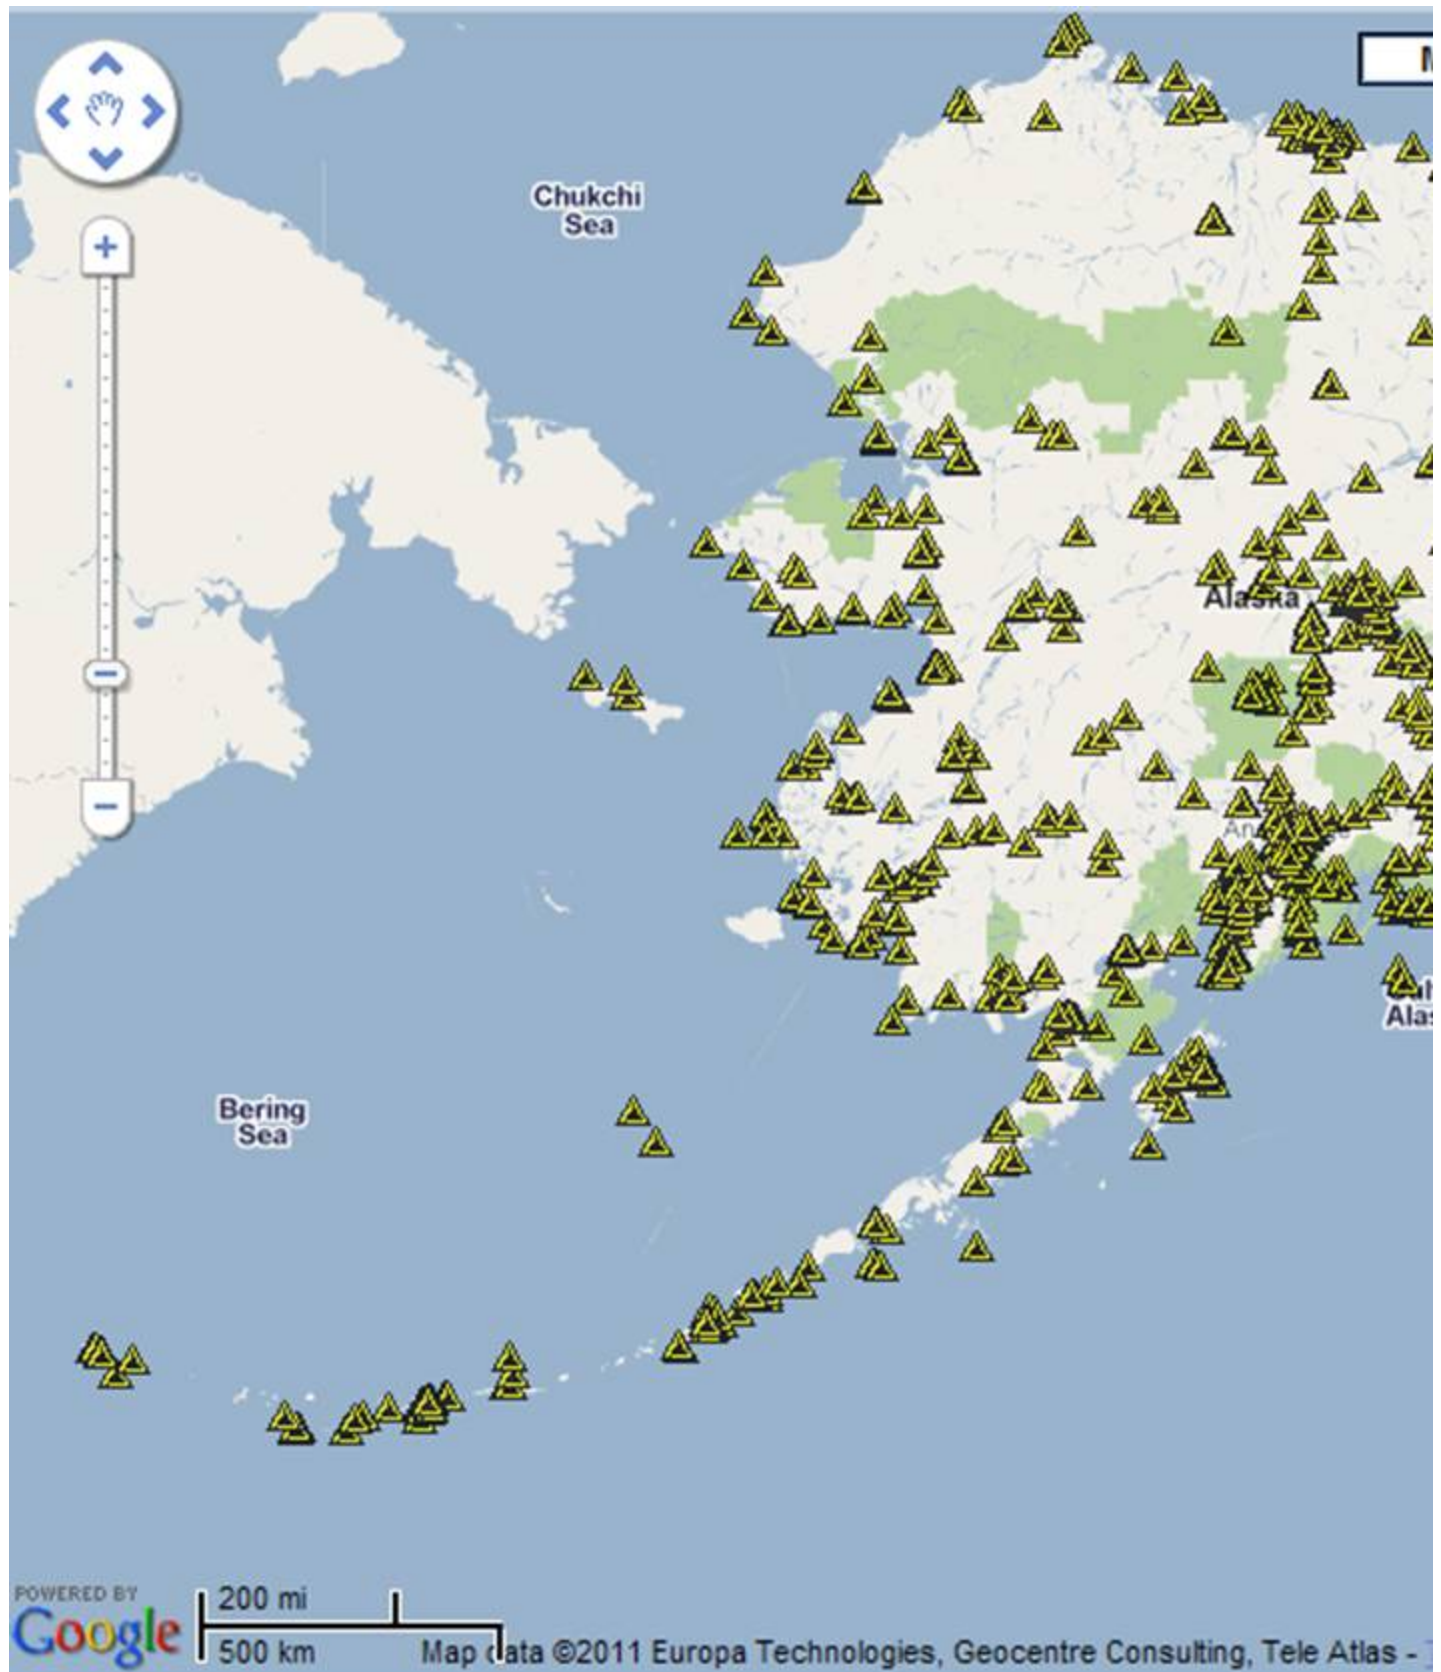 M
Chukchi
Sea
Alaska
Bering
Sea
POWERED BY
Google
200 mi
500 km
Map data ©2011 Europa Technologies, Geocentre Consulting, Tele Atlas -